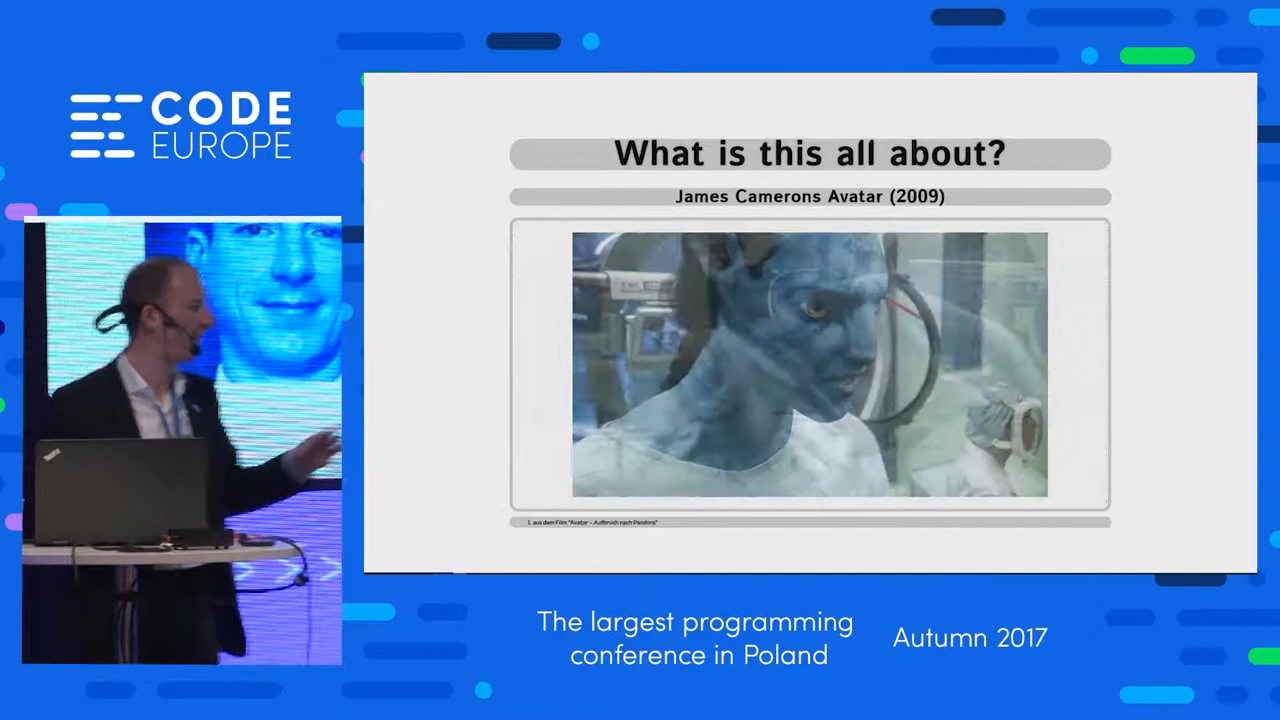 CODE
EUROPE
What is this all about?
James Camerons Avatar (2009)
1. aus dem Film "Avatar - Aufbruch nach Pandora"
The largest programming
conference in Poland
Autumn 2017